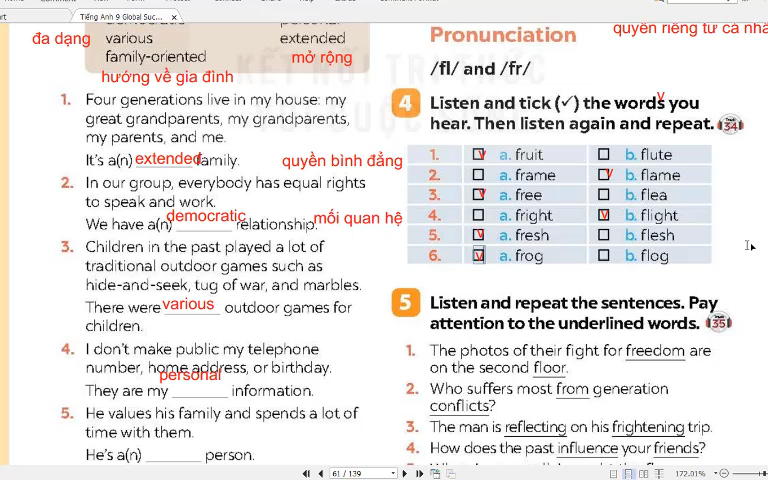 Tiếng Anh 9 Global Suc...
đa dạng
various
extended
family-oriented
mở rộng
hướng về gia đình
1. Four generations live in my house: my
great grandparents, my grandparents,
my parents, and me.
It's a(n) extended family.
quyền bình đẳng
2. In our group, everybody has equal rights
to speak and work.
We have a(n) democratic relationship.
mối quan hệ
3. Children in the past played a lot of
traditional outdoor games such as
hide-and-seek, tug of war, and marbles.
There were various outdoor games for
children.
4. I don't make public my telephone
number, home address, or birthday.
They are my personal information.
5. He values his family and spends a lot of
time with them.
He's a(n) ________ person.
Pronunciation
quyền riêng tư cá nhâ
/fl/ and /fr/
4 Listen and tick (✓) the words you
v
hear. Then listen again and repeat.
34
1. v a. fruit b. flute
2. a. frame v b. flame
3. v a. free b. flea
4. a. fright v b. flight
5. v a. fresh b. flesh
6. v a. frog b. flog
5 Listen and repeat the sentences. Pay
attention to the underlined words.
35
1. The photos of their fight for freedom are
on the second floor.
2. Who suffers most from generation
conflicts?
3. The man is reflecting on his frightening trip.
4. How does the past influence your friends?
61 / 139
172.01%